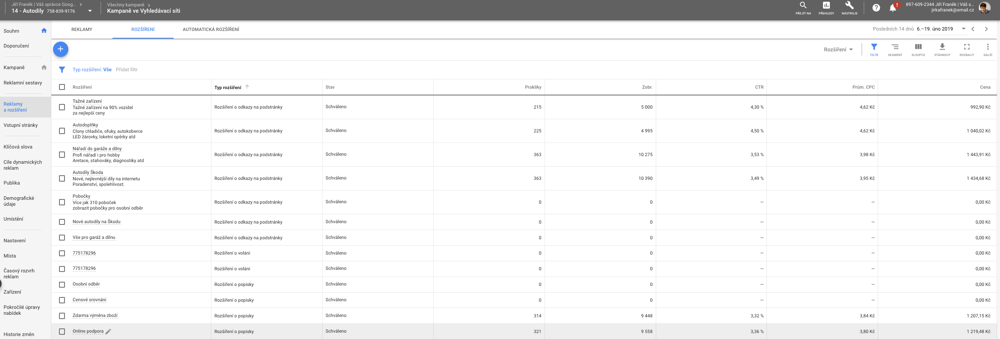 Jiří Franěk | Váš správce Goog...
14 - Autodíly 758-839-9176
Všechny kampaně
Kampaně ve Vyhledávací síti
PŘEJÍT NA
PŘEHLEDY
NÁSTROJE
897-609-2344 Jiří Franěk | Váš s...
jirkafranek@email.cz
Souhrn
Doporučení
Kampaně
Reklamní sestavy
Reklamy
a rozšíření
Vstupní stránky
Klíčová slova
Cíle dynamických
reklam
Publika
Demografické
údaje
Umístění
Nastavení
Místa
Časový rozvrh
reklam
Zařízení
Pokročilé úpravy
nabídek
Historie změn
REKLAMY ROZŠÍŘENÍ AUTOMATICKÁ ROZŠÍŘENÍ
Posledních 14 dnů 6.–19. úno 2019
Rozšíření
FILTR SEGMENT SLOUPCE STÁHNOUT ROZBALIT DALŠÍ
Typ rozšíření: Vše Přidat filtr
Rozšíření Typ rozšíření Stav Prokliky Zobr. CTR Prům. CPC Cena
Tažné zařízení
Tažné zařízení na 90% vozidel
za nejlepší ceny
Rozšíření o odkazy na podstránky Schváleno 215 5 000 4,30 % 4,62 Kč 992,90 Kč
Autodoplňky
Clony chladiče, ofuky, autokoberce
LED žárovky, loketní opěrky atd
Rozšíření o odkazy na podstránky Schváleno 225 4 995 4,50 % 4,62 Kč 1 040,02 Kč
Nářadí do garáže a dílny
Profi nářadí i pro hobby
Aretace, stahováky, diagnostiky atd
Rozšíření o odkazy na podstránky Schváleno 363 10 275 3,53 % 3,98 Kč 1 443,91 Kč
Autodíly Škoda
Nové, nejlevnější díly na internetu
Poradenství, spolehlivost.
Rozšíření o odkazy na podstránky Schváleno 363 10 390 3,49 % 3,95 Kč 1 434,68 Kč
Pobočky
Více jak 310 poboček
zobrazit pobočky pro osobní odběr
Rozšíření o odkazy na podstránky Schváleno 0 0 — — 0,00 Kč
Nové autodíly na Škodu Rozšíření o odkazy na podstránky Schváleno 0 0 — — 0,00 Kč
Vše pro garáž a dílnu Rozšíření o odkazy na podstránky Schváleno 0 0 — — 0,00 Kč
775178296 Rozšíření o volání Schváleno 0 0 — — 0,00 Kč
775178296 Rozšíření o volání Schváleno 0 0 — — 0,00 Kč
Osobní odběr Rozšíření o popisky Schváleno 0 0 — — 0,00 Kč
Cenové srovnání Rozšíření o popisky Schváleno 0 0 — — 0,00 Kč
Zdarma výměna zboží Rozšíření o popisky Schváleno 314 9 448 3,32 % 3,84 Kč 1 207,15 Kč
Online podpora Rozšíření o popisky Schváleno 321 9 558 3,36 % 3,80 Kč 1 219,48 Kč